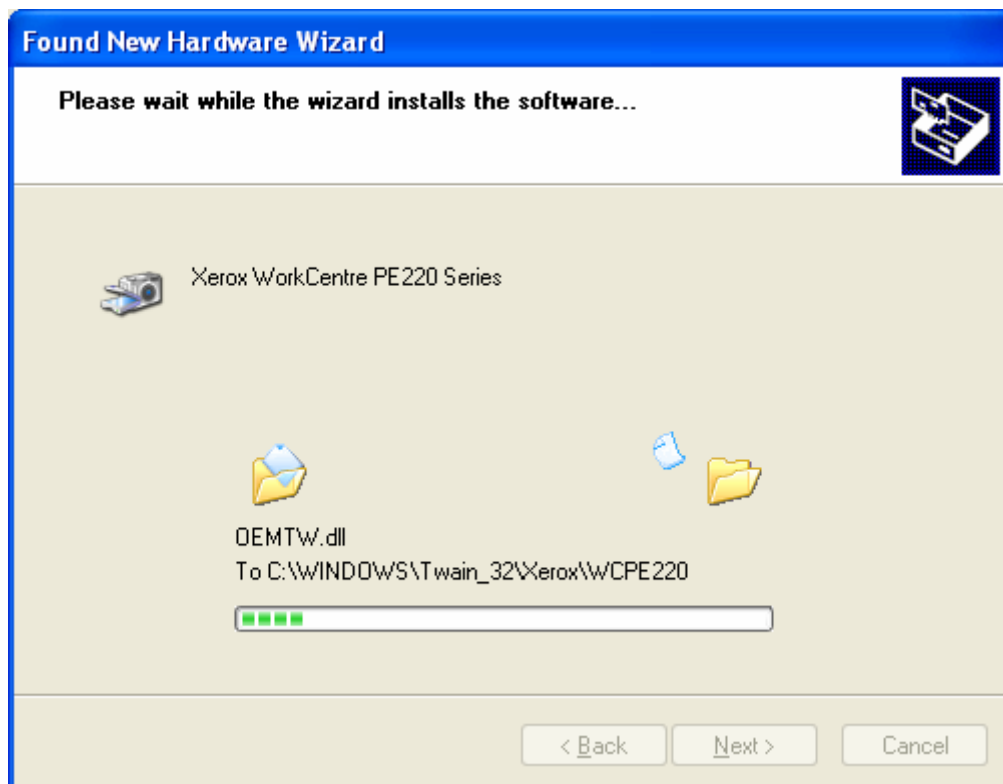 Found New Hardware Wizard
Please wait while the wizard installs the software...
Xerox WorkCentre PE220 Series
OEMTW.dll
To C:\WINDOWS\Twain_32\Xerox\WCPE220
< Back Next > Cancel